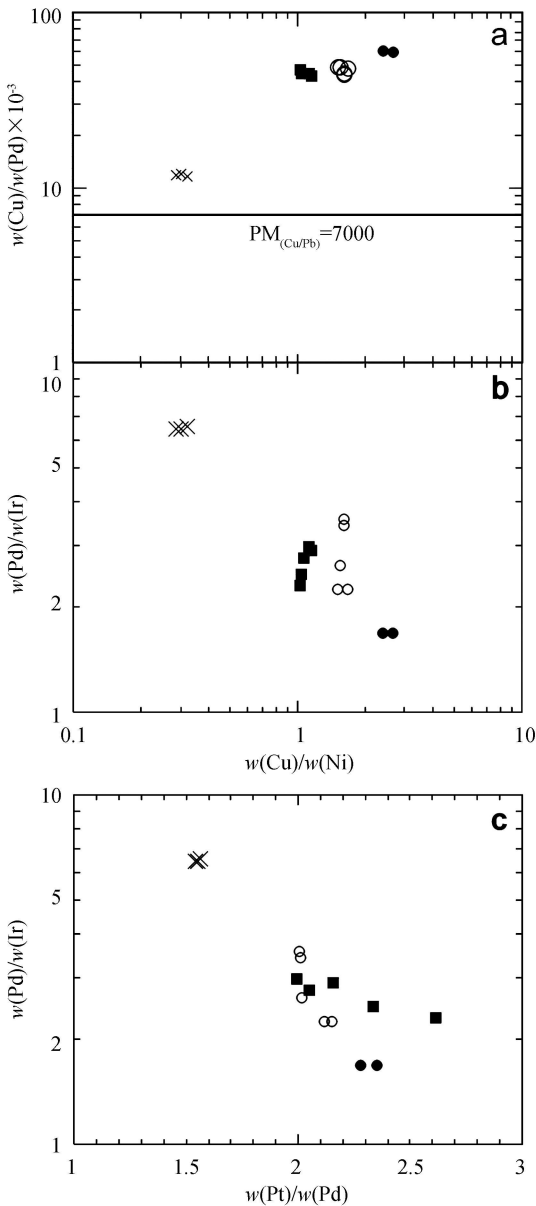 100
a
w(Cu)/w(Pd)×10⁻³
10
PM(Cu/Pb)=7000
1
10
b
w(Pd)/w(Ir)
5
2
1
0.1
1
10
w(Cu)/w(Ni)
10
c
w(Pd)/w(Ir)
5
2
1
1
1.5
2
2.5
3
w(Pt)/w(Pd)